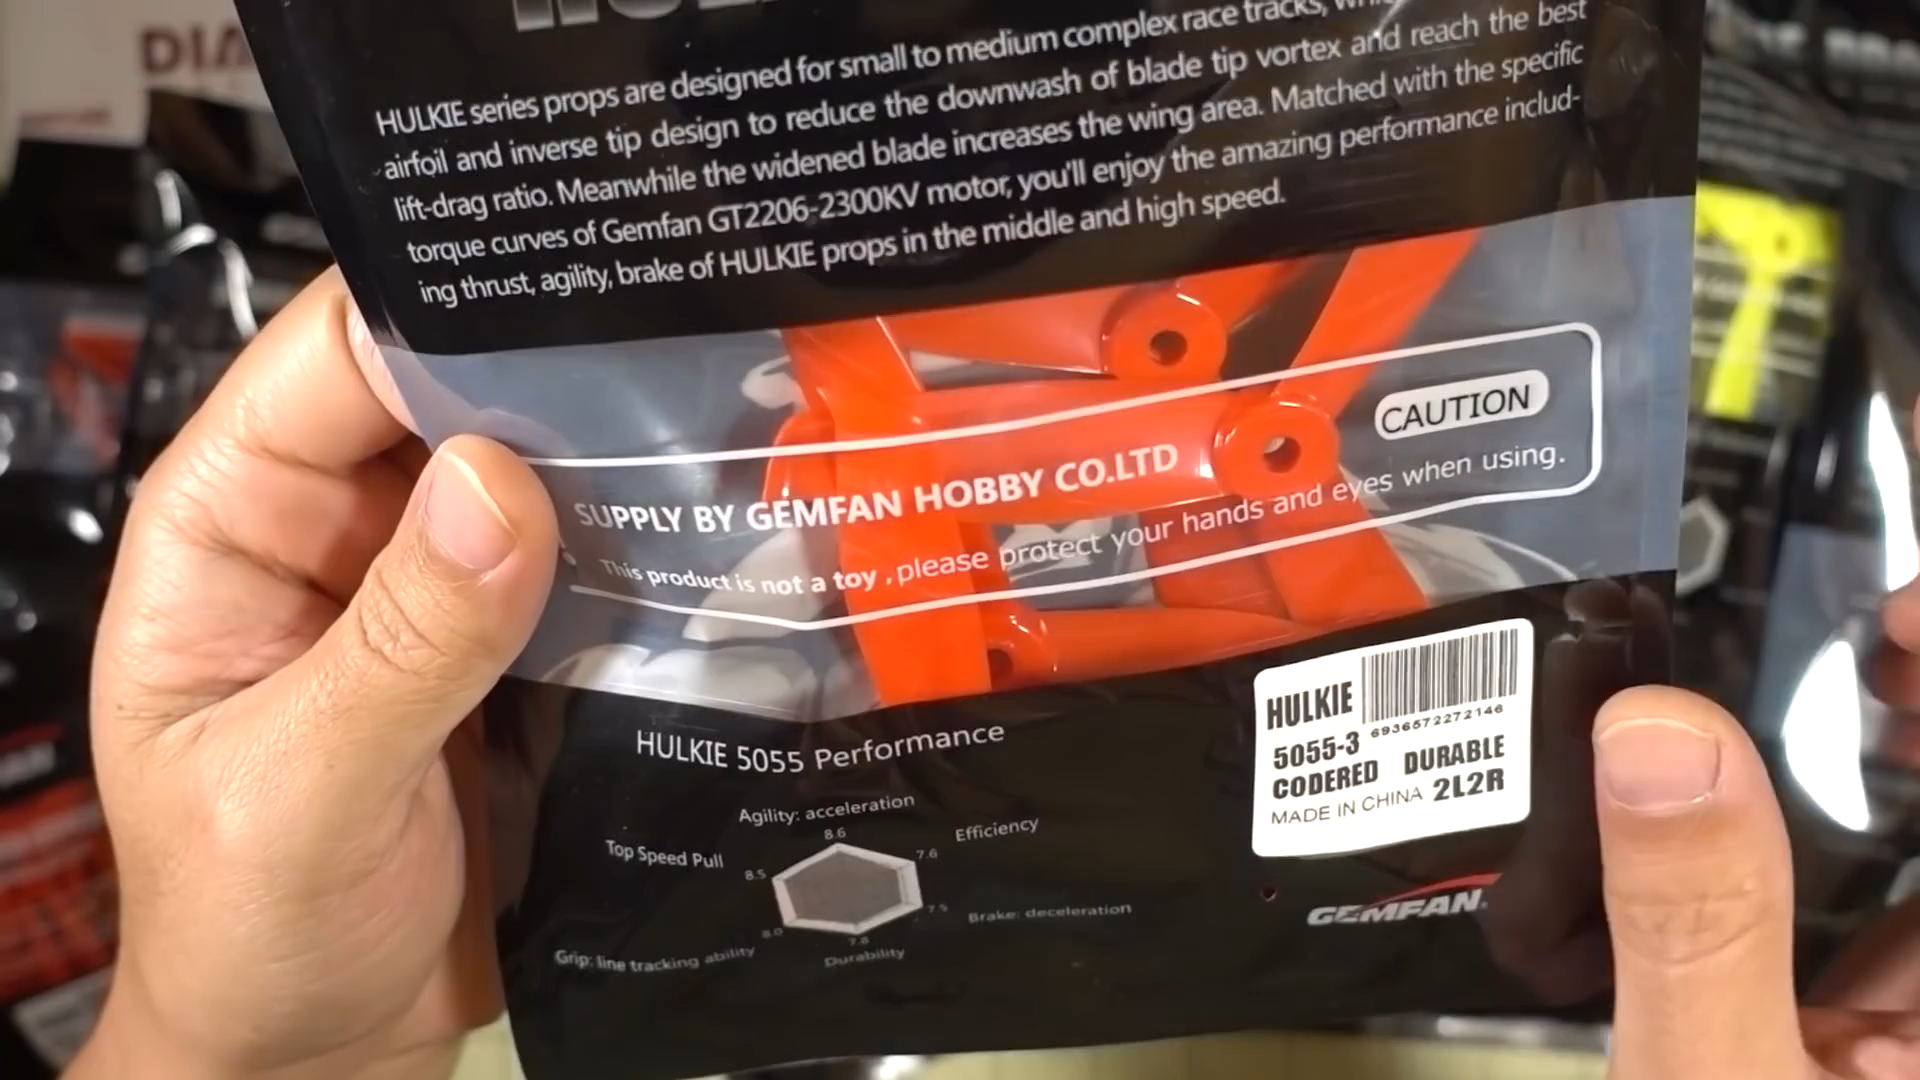 DIA
HULKIE series props are designed for small to medium complex race tracks,
airfoil and inverse tip design to reduce the downwash of blade tip vortex and reach the best
lift-drag ratio. Meanwhile the widened blade increases the wing area. Matched with the specific
torque curves of Gemfan GT2206-2300KV motor, you'll enjoy the amazing performance includ-
ing thrust, agility, brake of HULKIE props in the middle and high speed.
CAUTION
SUPPLY BY GEMFAN HOBBY CO.LTD
This product is not a toy , please protect your hands and eyes when using.
HULKIE 5055 Performance
Agility: acceleration
8.6
Efficiency
7.6
Top Speed Pull
8.5
7.5
Brake: deceleration
8.0
7.8
Grip: line tracking ability
Durability
HULKIE
6936572272146
5055-3 DURABLE
CODERED 2L2R
MADE IN CHINA
GEMFAN.